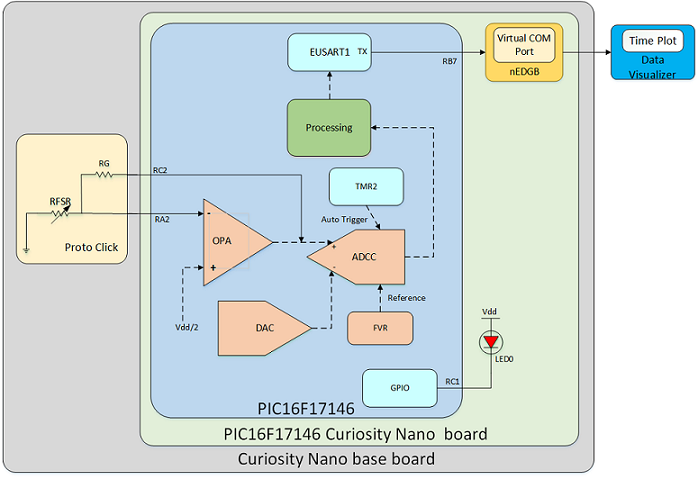 EUSART1 TX
RB7
Virtual COM
Port
nEDGB
Time Plot
Data
Visualizer
Processing
RG
RC2
RFSR
RA2
Proto Click
TMR2
Auto Trigger
-
OPA
+
Vdd/2
+
ADCC
-
Reference
DAC
FVR
Vdd
LED0
GPIO
RC1
PIC16F17146
PIC16F17146 Curiosity Nano board
Curiosity Nano base board